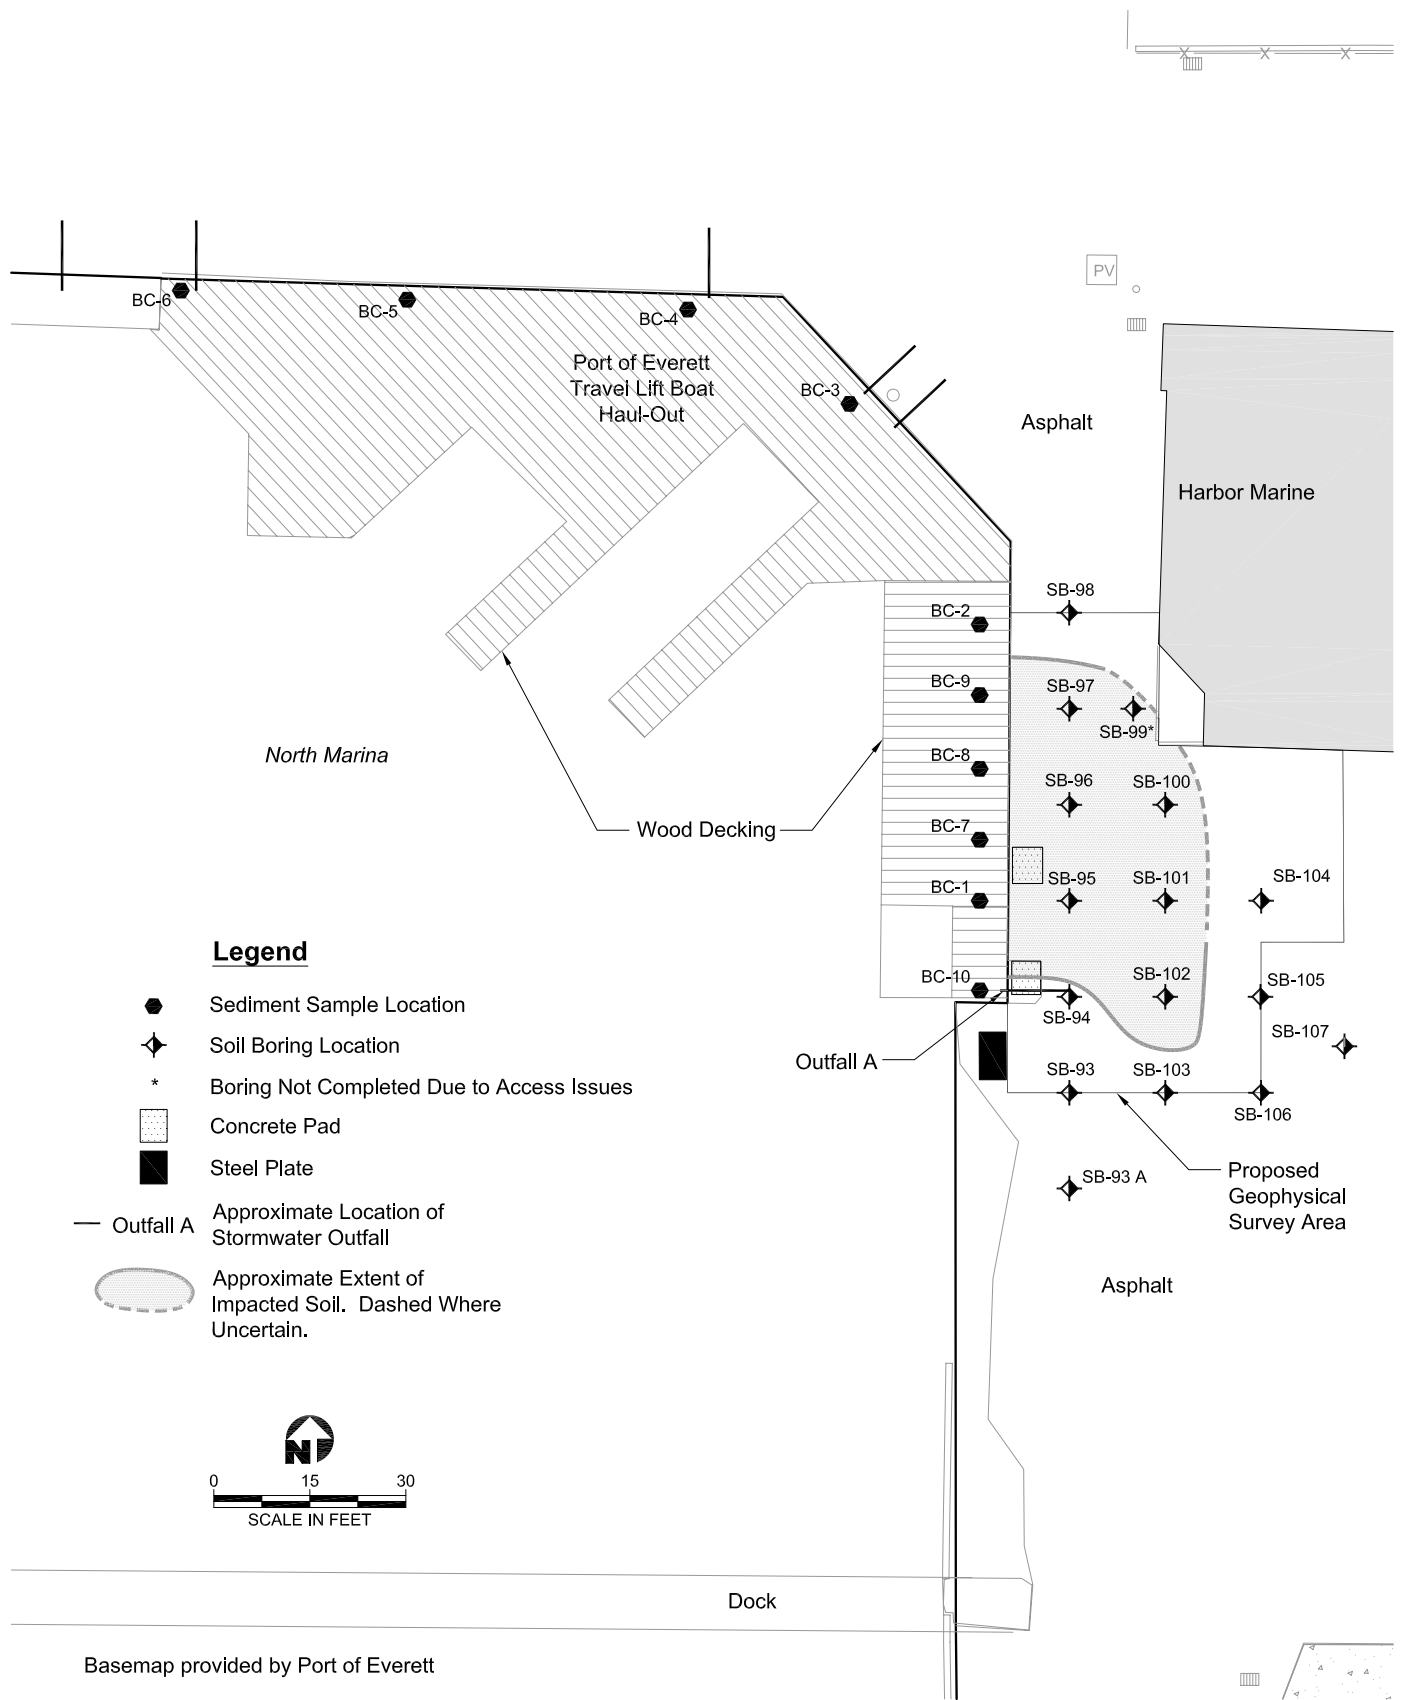 PV
BC-6
BC-5
BC-4
Port of Everett
Travel Lift Boat
Haul-Out
BC-3
Asphalt
Harbor Marine
SB-98
BC-2
BC-9
SB-97
SB-99*
North Marina
BC-8
SB-96
SB-100
Wood Decking
BC-7
BC-1
SB-95
SB-101
SB-104
BC-10
SB-102
SB-105
SB-94
SB-107
Outfall A
SB-93
SB-103
SB-106
SB-93 A
Proposed
Geophysical
Survey Area
Asphalt
Legend
Sediment Sample Location
Soil Boring Location
* Boring Not Completed Due to Access Issues
Concrete Pad
Steel Plate
Outfall A Approximate Location of
Stormwater Outfall
Approximate Extent of
Impacted Soil. Dashed Where
Uncertain.
N
0 15 30
SCALE IN FEET
Dock
Basemap provided by Port of Everett